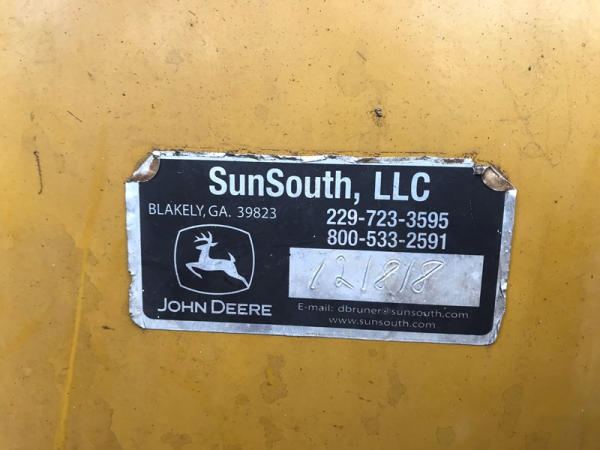 SunSouth, LLC
BLAKELY, GA. 39823
229-723-3595
800-533-2591
121818
JOHN DEERE
E-mail: dbruner@sunsouth.com
www.sunsouth.com